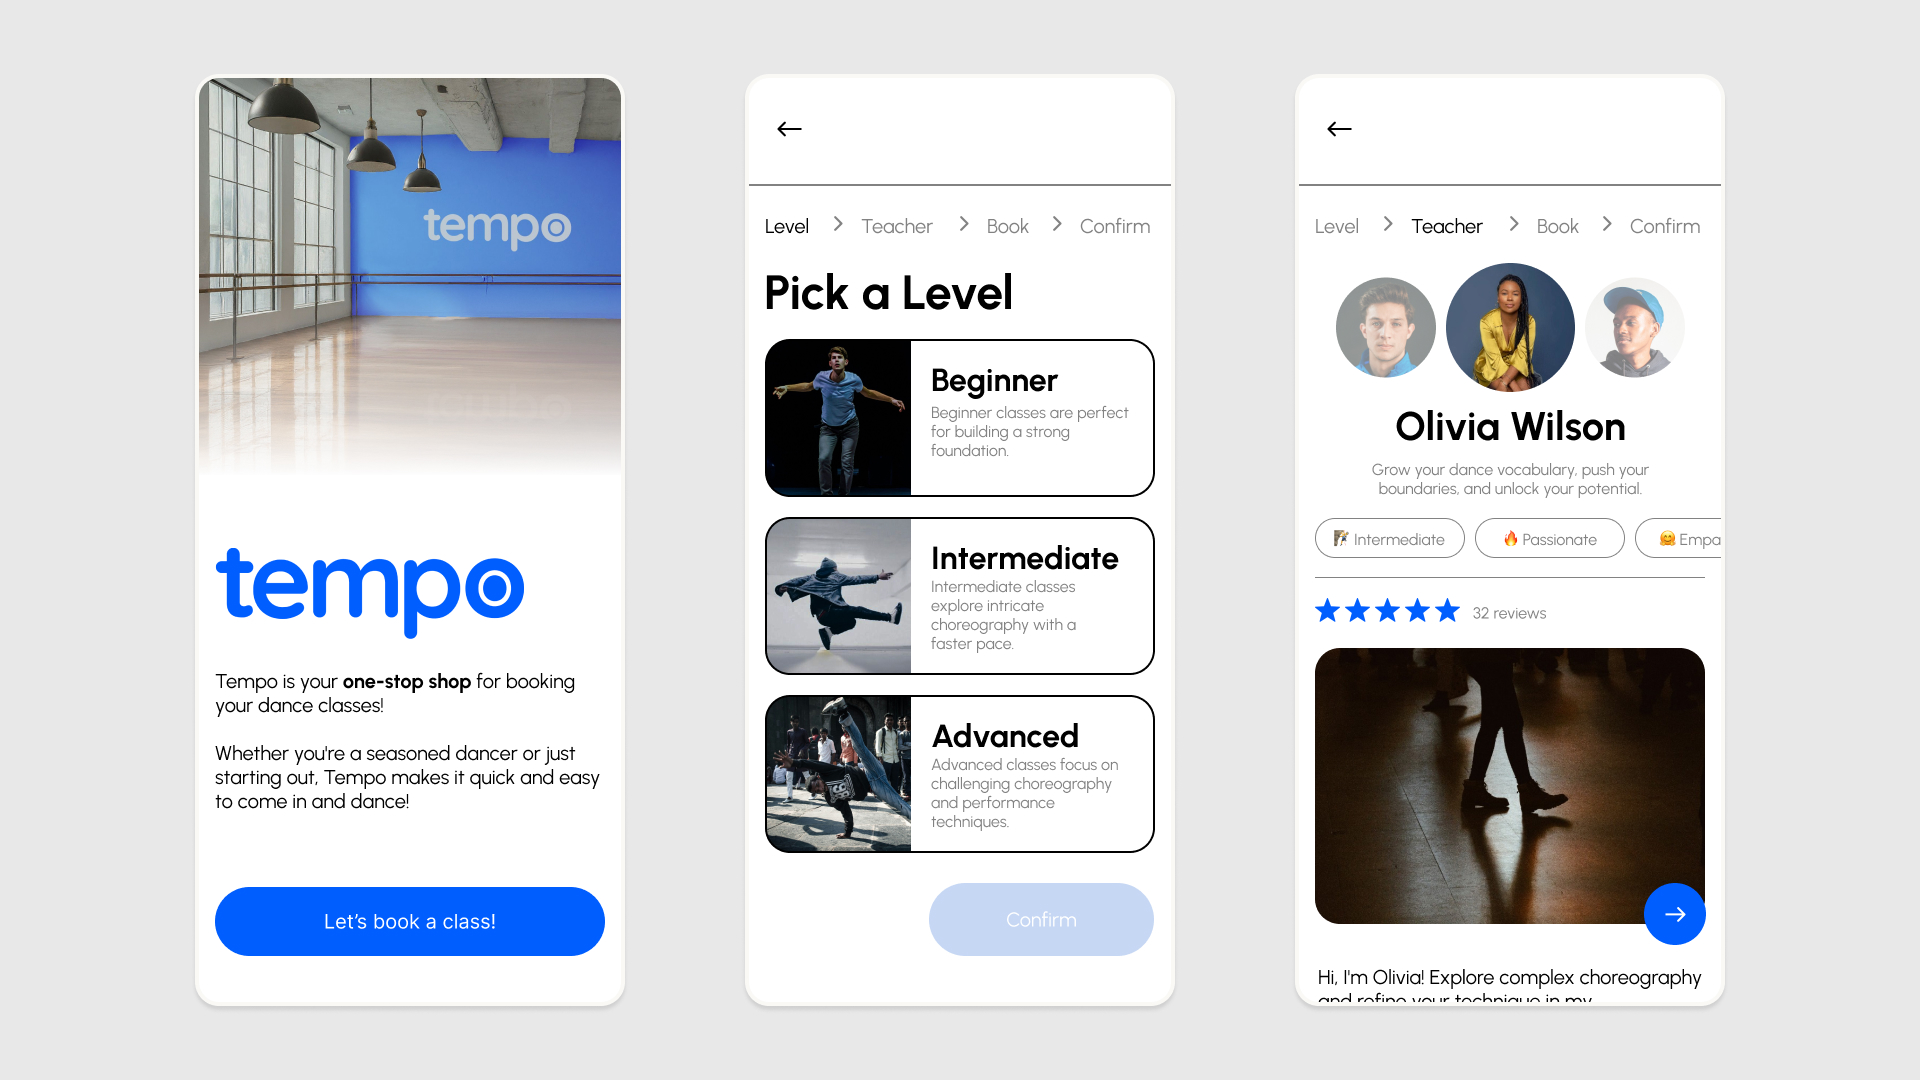 tempo
tempo
Tempo is your one-stop shop for booking
your dance classes!
Whether you're a seasoned dancer or just
starting out, Tempo makes it quick and easy
to come in and dance!
Let's book a class!
Level > Teacher > Book > Confirm
Pick a Level
Beginner
Beginner classes are perfect
for building a strong
foundation.
Intermediate
Intermediate classes
explore intricate
choreography with a
faster pace.
Advanced
Advanced classes focus on
challenging choreography
and performance
techniques.
Confirm
Level > Teacher > Book > Confirm
Olivia Wilson
Grow your dance vocabulary, push your
boundaries, and unlock your potential.
Intermediate
Passionate
Empa
32 reviews
Hi, I'm Olivia! Explore complex choreography
and refine your technique in my